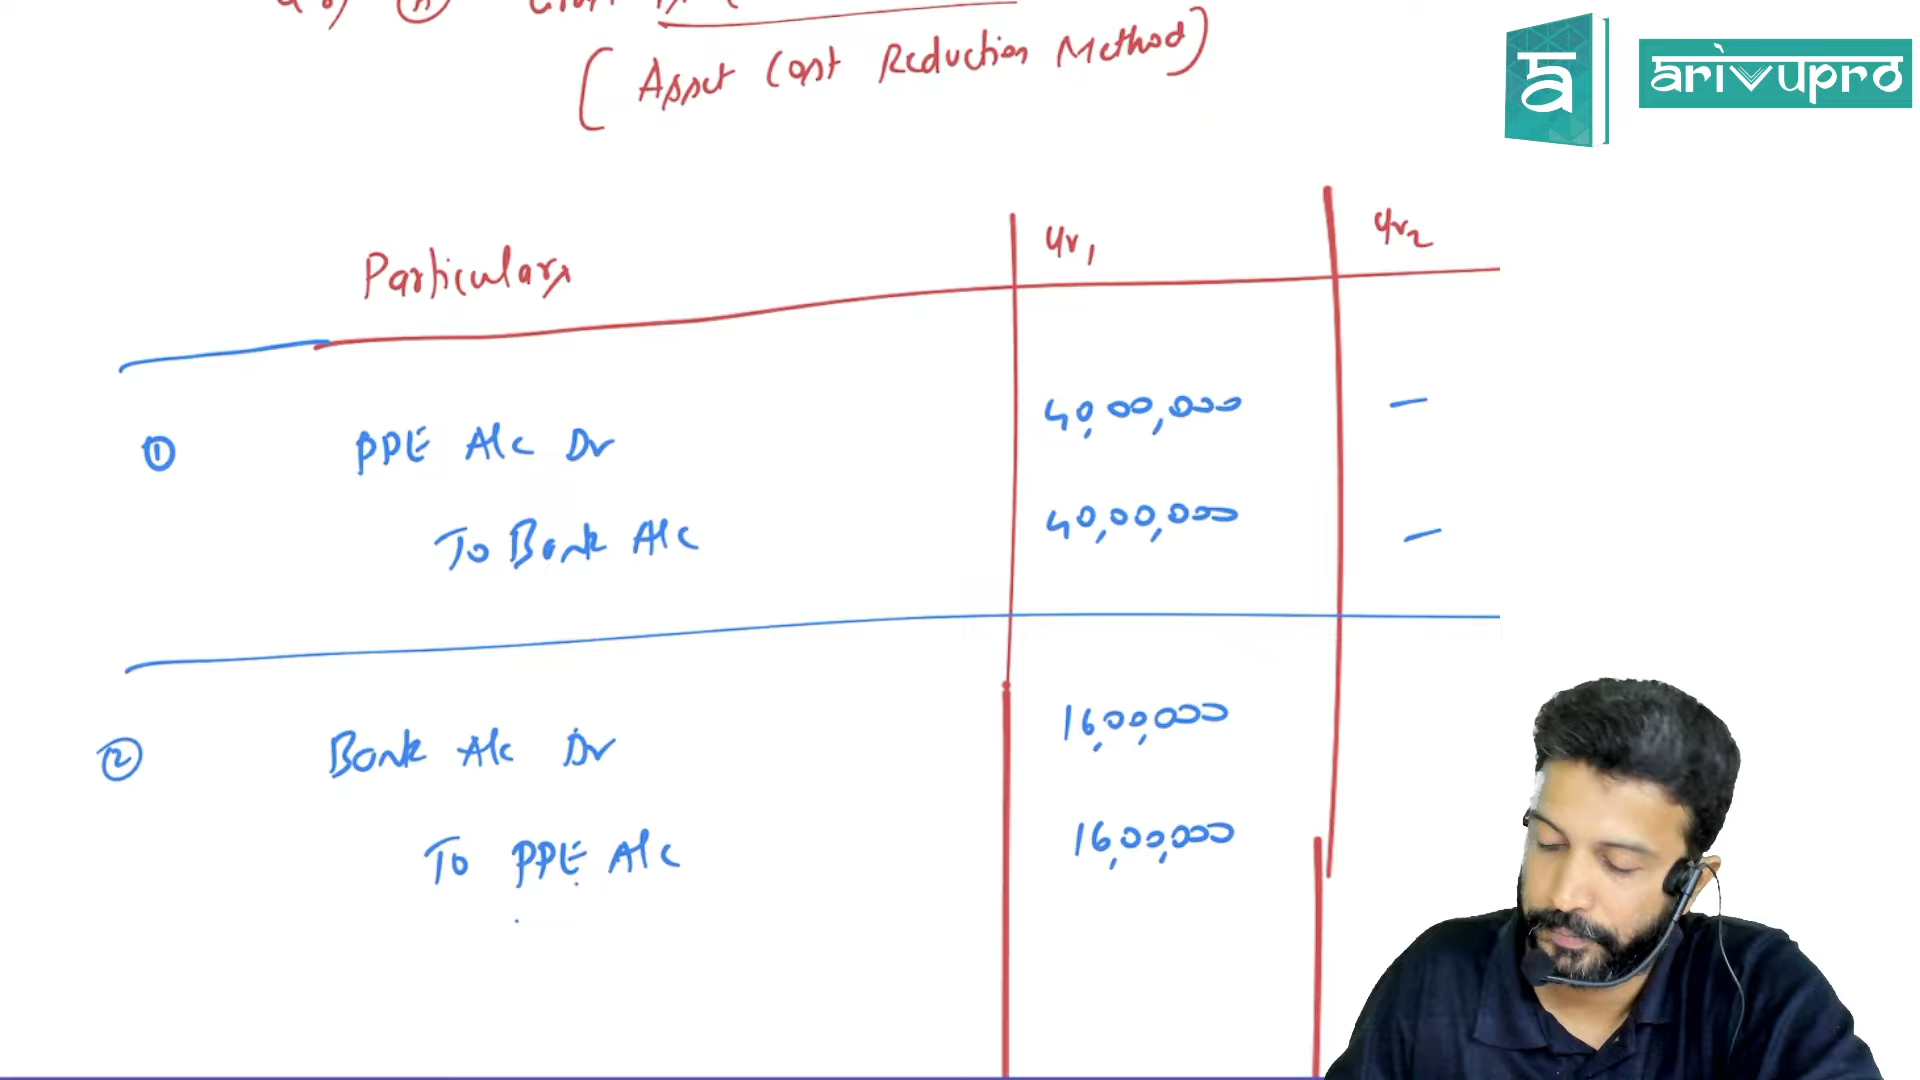 (Asset Cost Reduction Method)
ā arivupro
Particulars Yr1 Yr2
① PPE A/c Dr 40,00,000 —
To Bank A/c 40,00,000 —
② Bank A/c Dr 16,00,000
To PPE A/c 16,00,000